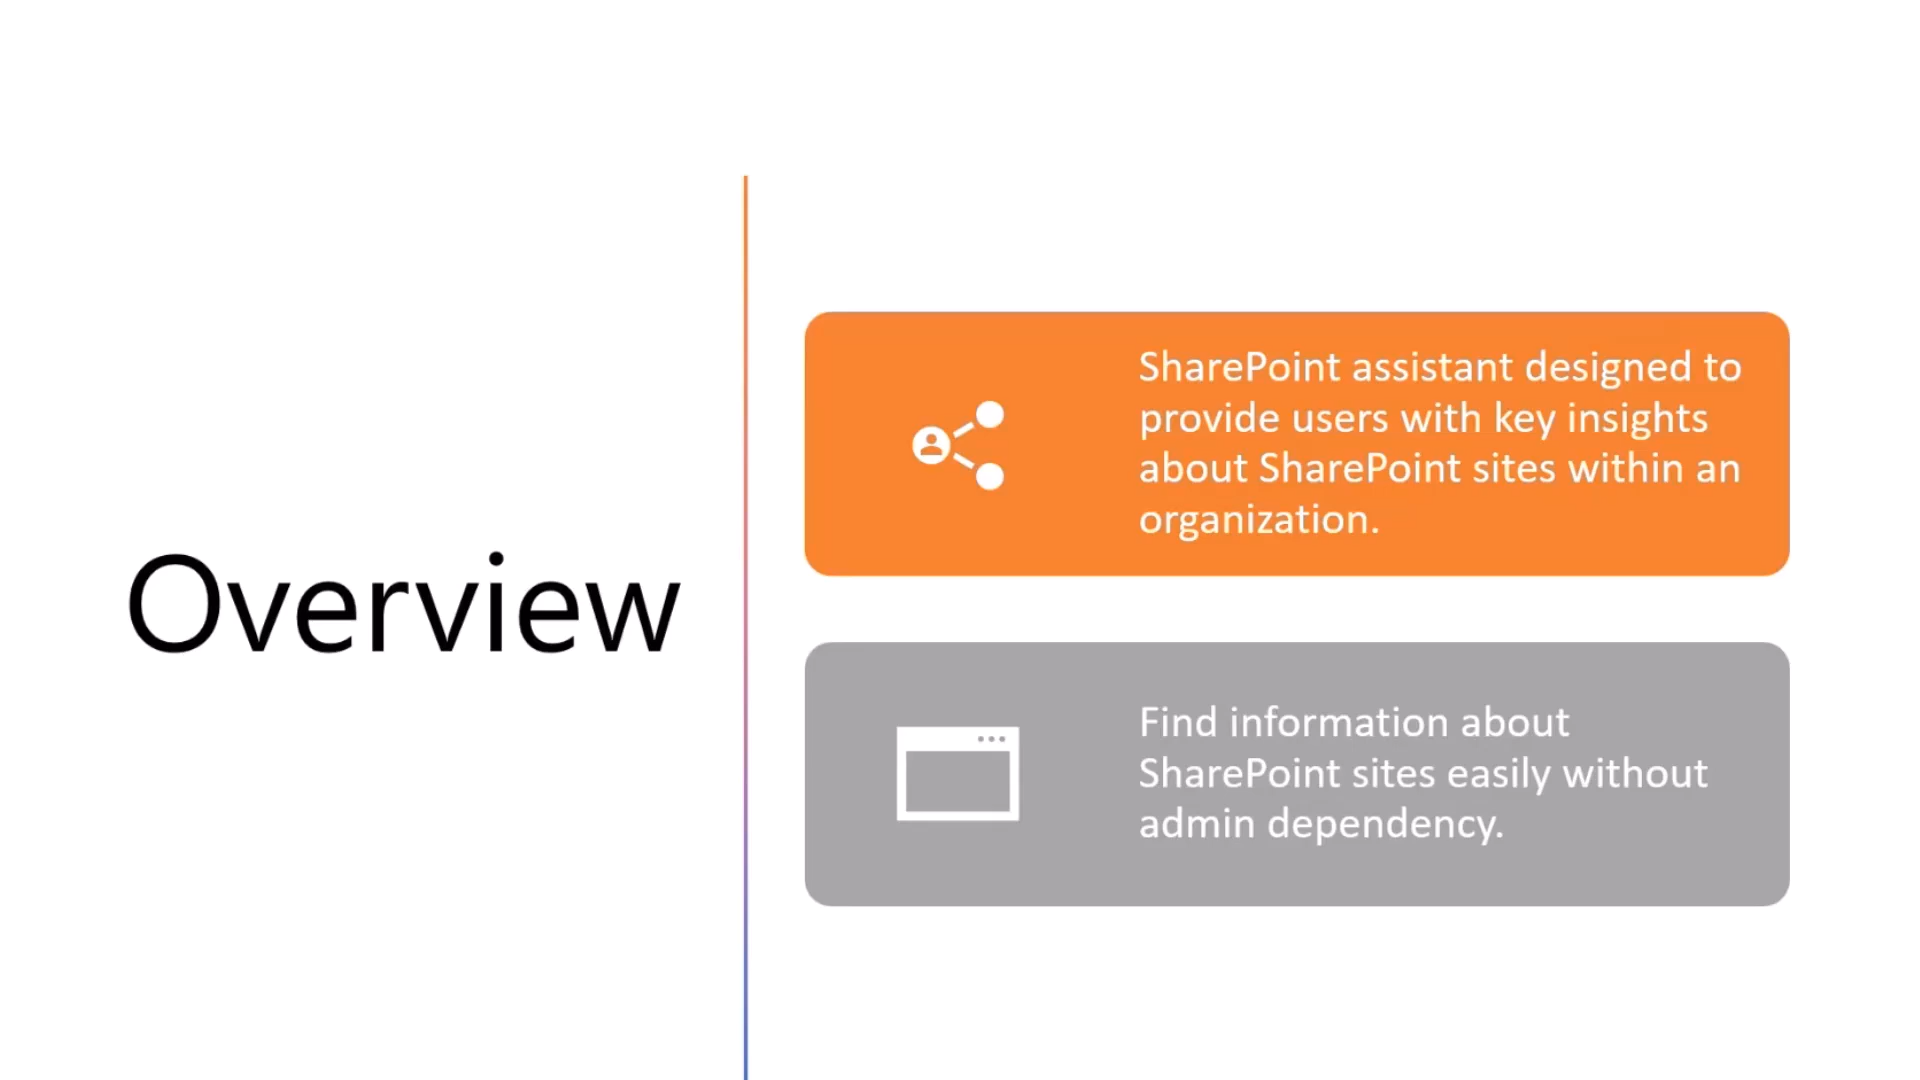 Overview
SharePoint assistant designed to
provide users with key insights
about SharePoint sites within an
organization.
Find information about
SharePoint sites easily without
admin dependency.